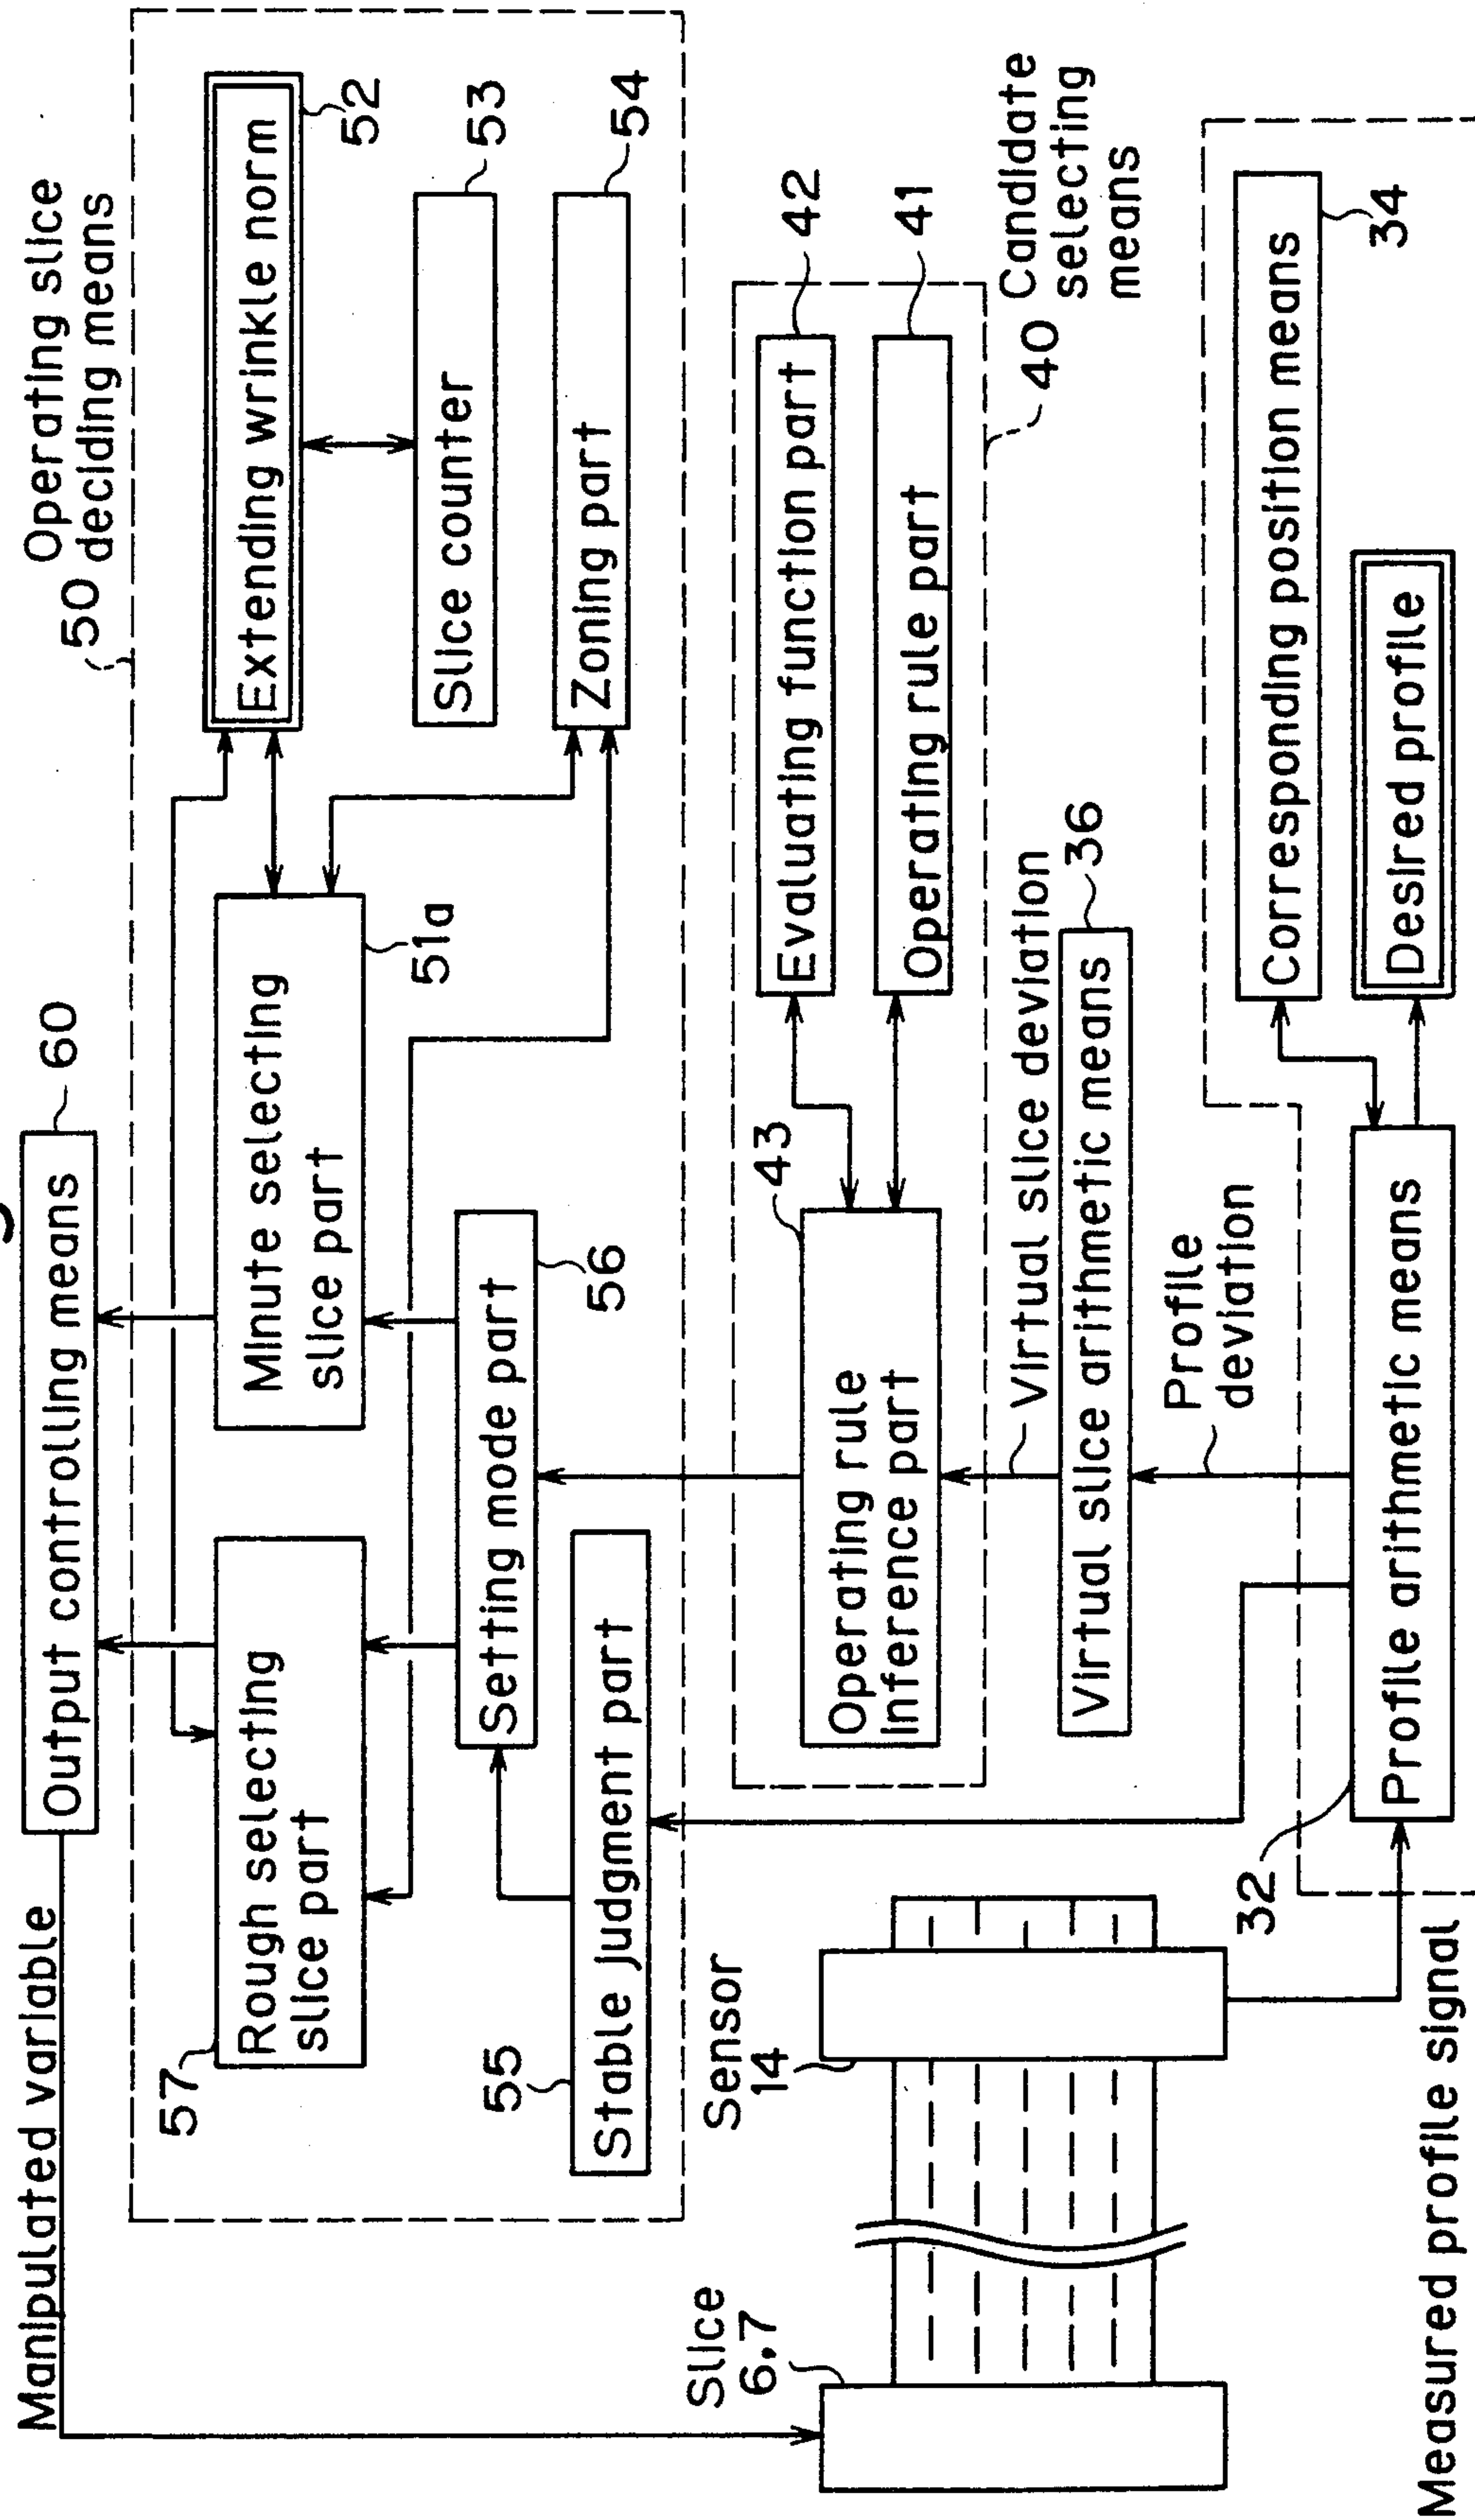 Manipulated variable
Output controlling means
60
50
Operating slice
deciding means
57
Rough selecting
slice part
Minute selecting
slice part
51a
Extending wrinkle norm
52
Slice counter
53
Zoning part
54
Setting mode part
56
55
Stable judgment part
Slice
6,7
Sensor
14
43
Operating rule
inference part
Evaluating function part
42
Operating rule part
41
40
Candidate
selecting
means
Virtual slice deviation
Virtual slice arithmetic means
36
Profile
deviation
32
Profile arithmetic means
Corresponding position means
34
Desired profile
Measured profile signal